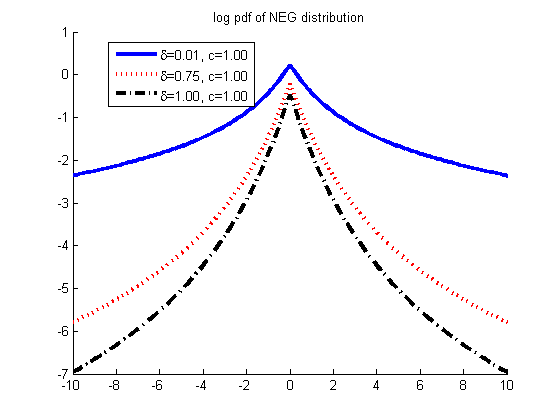 log pdf of NEG distribution
δ=0.01, c=1.00
δ=0.75, c=1.00
δ=1.00, c=1.00
1
0
-1
-2
-3
-4
-5
-6
-7
-10 -8 -6 -4 -2 0 2 4 6 8 10